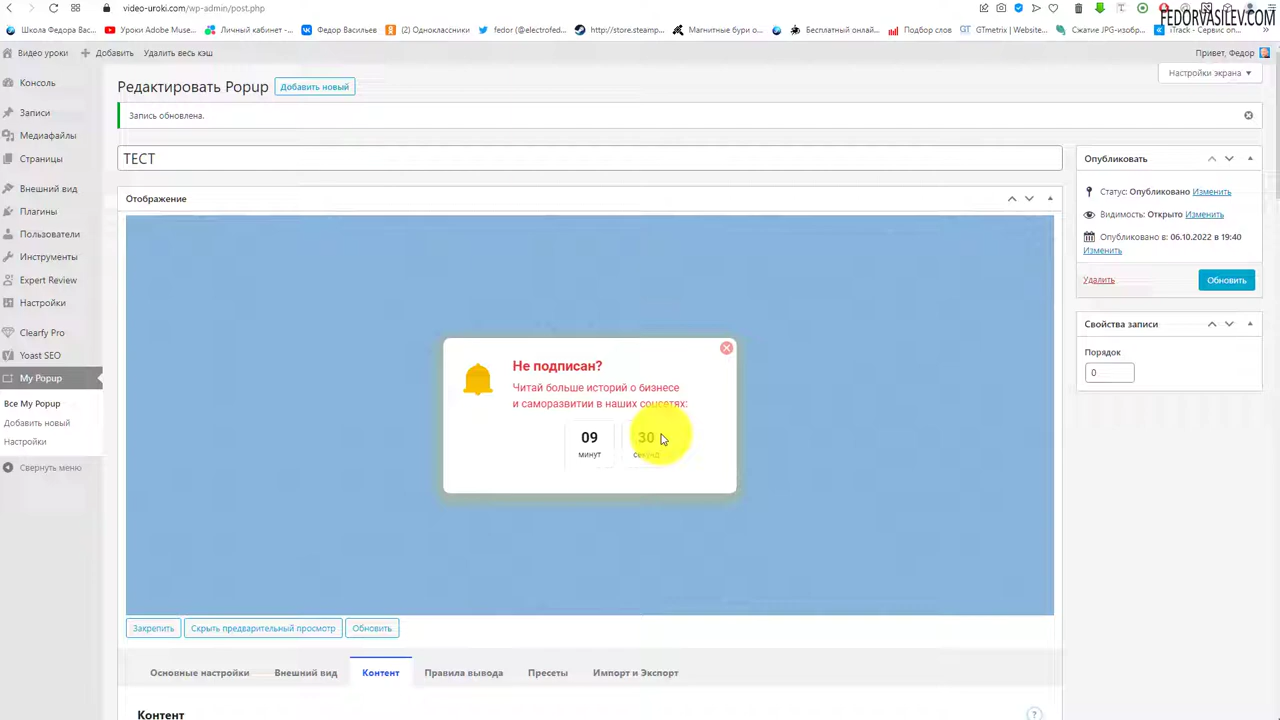 video-uroki.com/wp-admin/post.php
FEDORVASILEV.COM
Школа Федора Вас...
Уроки Adobe Muse...
Личный кабинет -...
Федор Васильев
(2) Одноклассники
fedor (@electrofed...
http://store.steamp...
Магнитные бури о...
Бесплатный онлай...
Подбор слов
GTmetrix | Website...
Сжатие JPG-изобр...
iTrack - Сервис оп...
Видео уроки
Добавить
Удалить весь кэш
Привет, Федор
Настройки экрана
Консоль
Записи
Медиафайлы
Страницы
Внешний вид
Плагины
Пользователи
Инструменты
Expert Review
Настройки
Clearfy Pro
Yoast SEO
My Popup
Все My Popup
Добавить новый
Настройки
Свернуть меню
Редактировать Popup
Добавить новый
Запись обновлена.
ТЕСТ
Отображение
Не подписан?
Читай больше историй о бизнесе
и саморазвитии в наших соцсетях:
09
минут
30
секунд
Закрепить
Скрыть предварительный просмотр
Обновить
Основные настройки
Внешний вид
Контент
Правила вывода
Пресеты
Импорт и Экспорт
Контент
?
Опубликовать
Статус: Опубликовано Изменить
Видимость: Открыто Изменить
Опубликовано в: 06.10.2022 в 19:40
Изменить
Удалить
Обновить
Свойства записи
Порядок
0